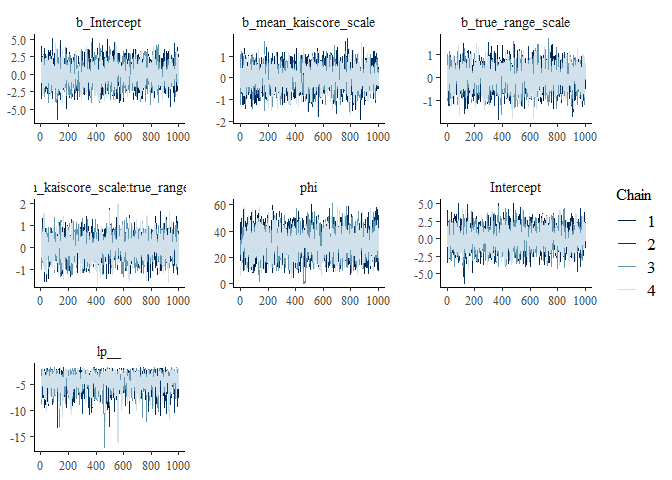 b_Intercept b_mean_kaiscore_scale b_true_range_scale
5.0 2.5 0.0 -2.5 -5.0
1 0 -1 -2
1 0 -1
0 200 400 600 800 1000 0 200 400 600 800 1000 0 200 400 600 800 1000
_kaiscore_scale:true_range phi Intercept
2 1 0 -1
60 40 20 0
5.0 2.5 0.0 -2.5 -5.0
0 200 400 600 800 1000 0 200 400 600 800 1000 0 200 400 600 800 1000
Chain
1
2
3
4
lp__
-5 -10 -15
0 200 400 600 800 1000